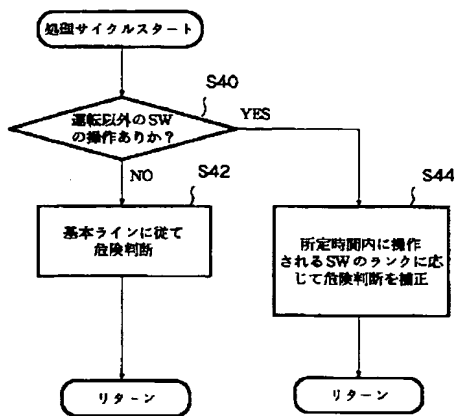 処理サイクルスタート
S40
運転以外のSW
の操作ありか？
YES
NO
S42
S44
基本ラインに従て
危険判断
所定時間内に操作
されるSWのランクに応
じて危険判断を補正
リターン
リターン